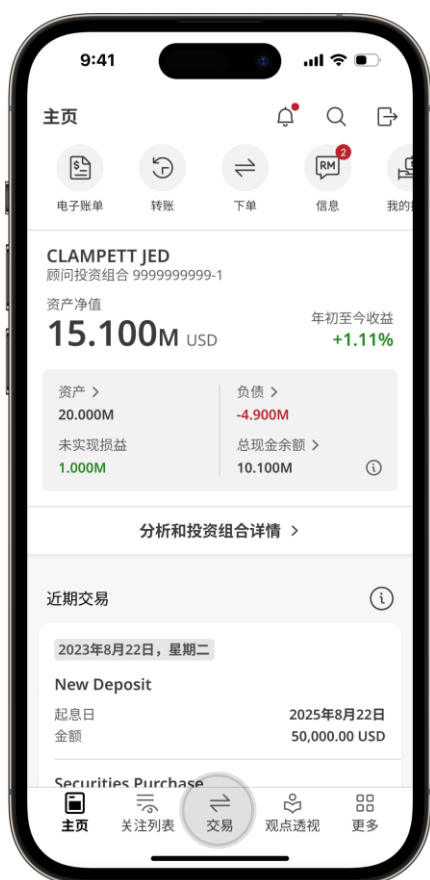 9:41
主页
电子账单 转账 下单 信息 我的
RM
2
CLAMPETT JED
顾问投资组合 9999999999-1
资产净值
15.100M USD
年初至今收益
+1.11%
资产 >
20.000M
负债 >
-4.900M
未实现损益
1.000M
总现金余额 >
10.100M
分析和投资组合详情 >
近期交易
2023年8月22日，星期二
New Deposit
起息日 2025年8月22日
金额 50,000.00 USD
Securities Purchase
主页 关注列表 交易 观点透视 更多